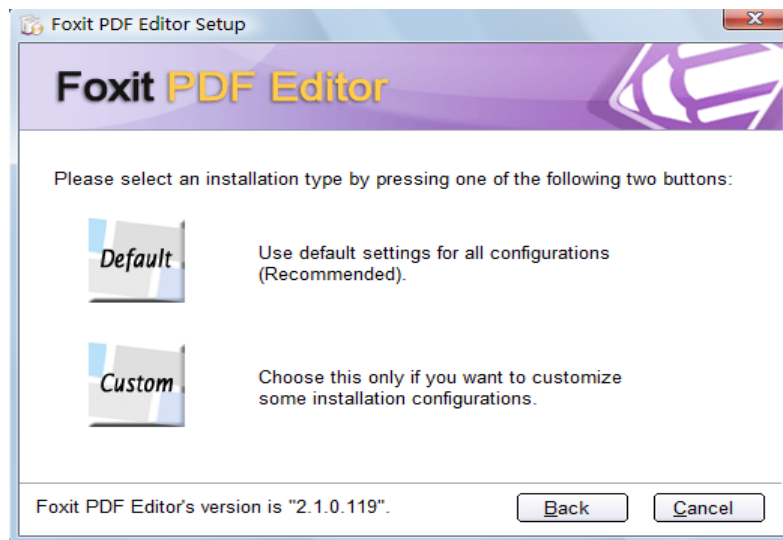 Foxit PDF Editor Setup
Foxit PDF Editor
Please select an installation type by pressing one of the following two buttons:
Default
Use default settings for all configurations
(Recommended).
Custom
Choose this only if you want to customize
some installation configurations.
Foxit PDF Editor's version is "2.1.0.119".
Back
Cancel